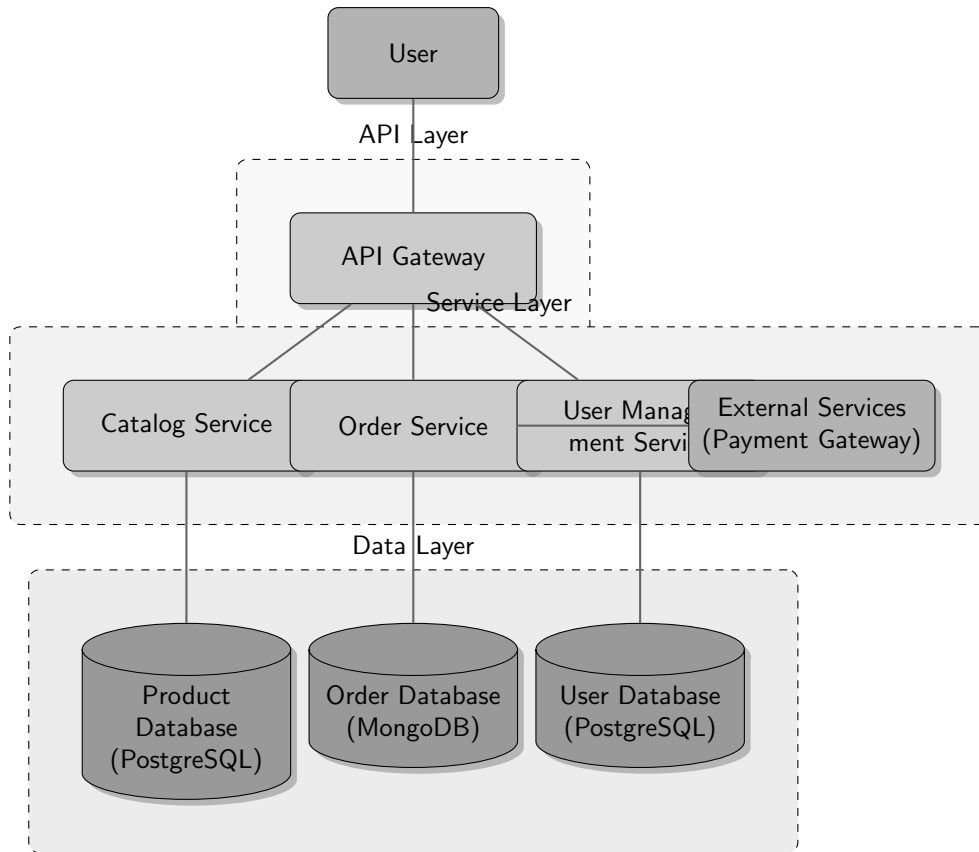 User
API Layer
API Gateway
Service Layer
Catalog Service
Order Service
User Manag
ment Servi
External Services
(Payment Gateway)
Data Layer
Product
Database
(PostgreSQL)
Order Database
(MongoDB)
User Database
(PostgreSQL)